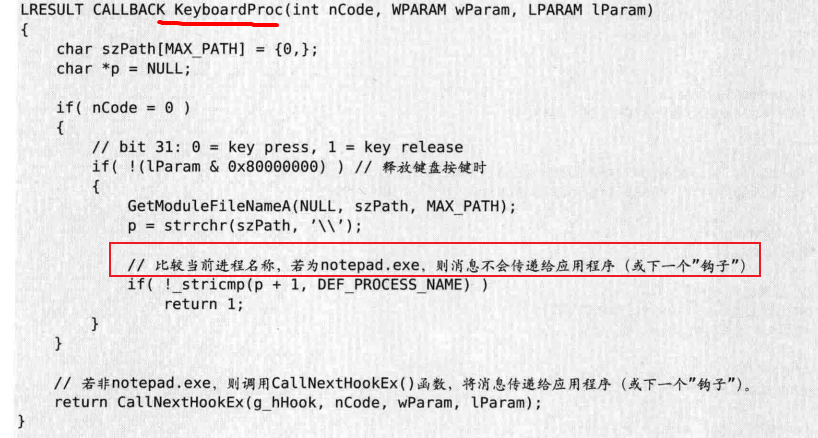 LRESULT CALLBACK KeyboardProc(int nCode, WPARAM wParam, LPARAM lParam)
{
char szPath[MAX_PATH] = {0,};
char *p = NULL;
if( nCode = 0 )
{
// bit 31: 0 = key press, 1 = key release
if( !(lParam & 0x80000000) ) // 释放键盘按键时
{
GetModuleFileNameA(NULL, szPath, MAX_PATH);
p = strrchr(szPath, '\\');
// 比较当前进程名称，若为notepad.exe，则消息不会传递给应用程序（或下一个"钩子"）
if( !_stricmp(p + 1, DEF_PROCESS_NAME) )
return 1;
}
}
// 若非notepad.exe，则调用CallNextHookEx()函数，将消息传递给应用程序（或下一个"钩子"）。
return CallNextHookEx(g_hHook, nCode, wParam, lParam);
}